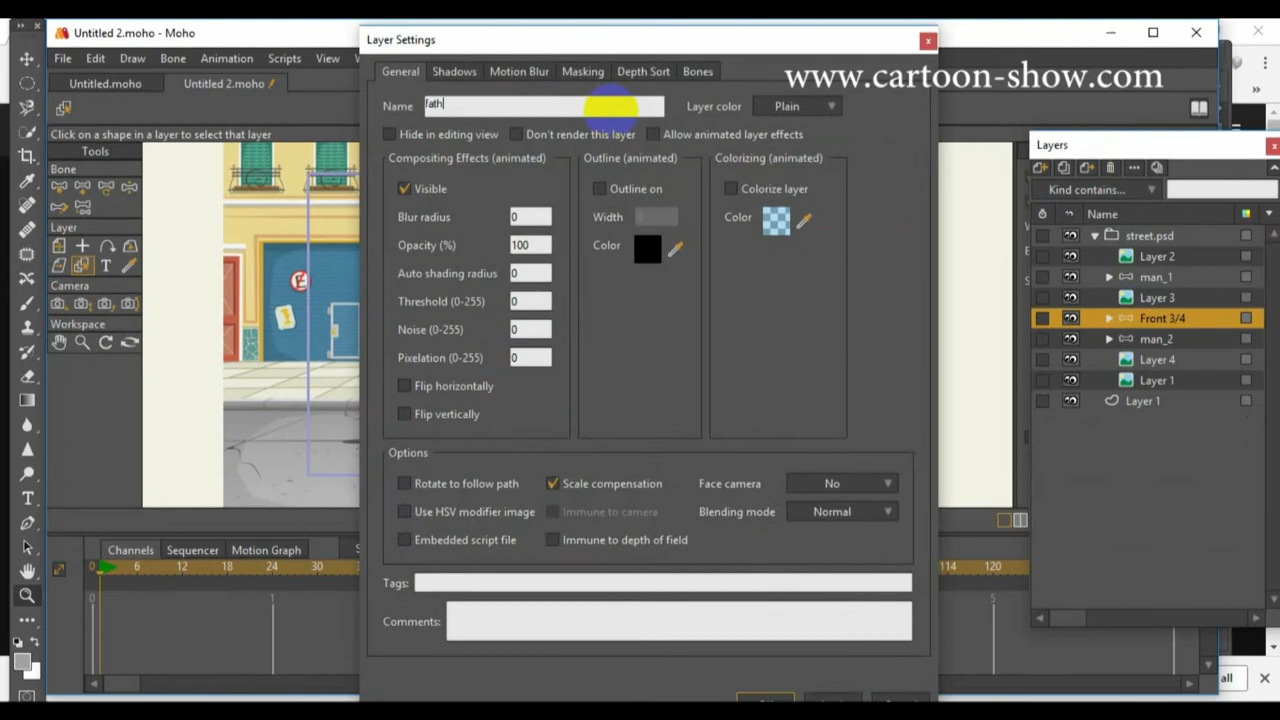 Untitled 2.moho - Moho
File Edit Draw Bone Animation Scripts View
Untitled.moho Untitled 2.moho
Click on a shape in a layer to select that layer
Tools
Bone
Layer
Camera
Workspace
Layer Settings
General Shadows Motion Blur Masking Depth Sort Bones
www.cartoon-show.com
Name fath Layer color Plain
Hide in editing view Don't render this layer Allow animated layer effects
Compositing Effects (animated) Outline (animated) Colorizing (animated)
Visible Outline on Colorize layer
Blur radius 0 Width Color
Opacity (%) 100 Color
Auto shading radius 0
Threshold (0-255) 0
Noise (0-255) 0
Pixelation (0-255) 0
Flip horizontally
Flip vertically
Options
Rotate to follow path Scale compensation Face camera No
Use HSV modifier image Immune to camera Blending mode Normal
Embedded script file Immune to depth of field
Tags:
Comments:
Layers
Kind contains...
Name
street.psd
Layer 2
man_1
Layer 3
Front 3/4
man_2
Layer 4
Layer 1
Layer 1
Channels Sequencer Motion Graph
0 6 12 18 24 30 114 120
0 1 5
all